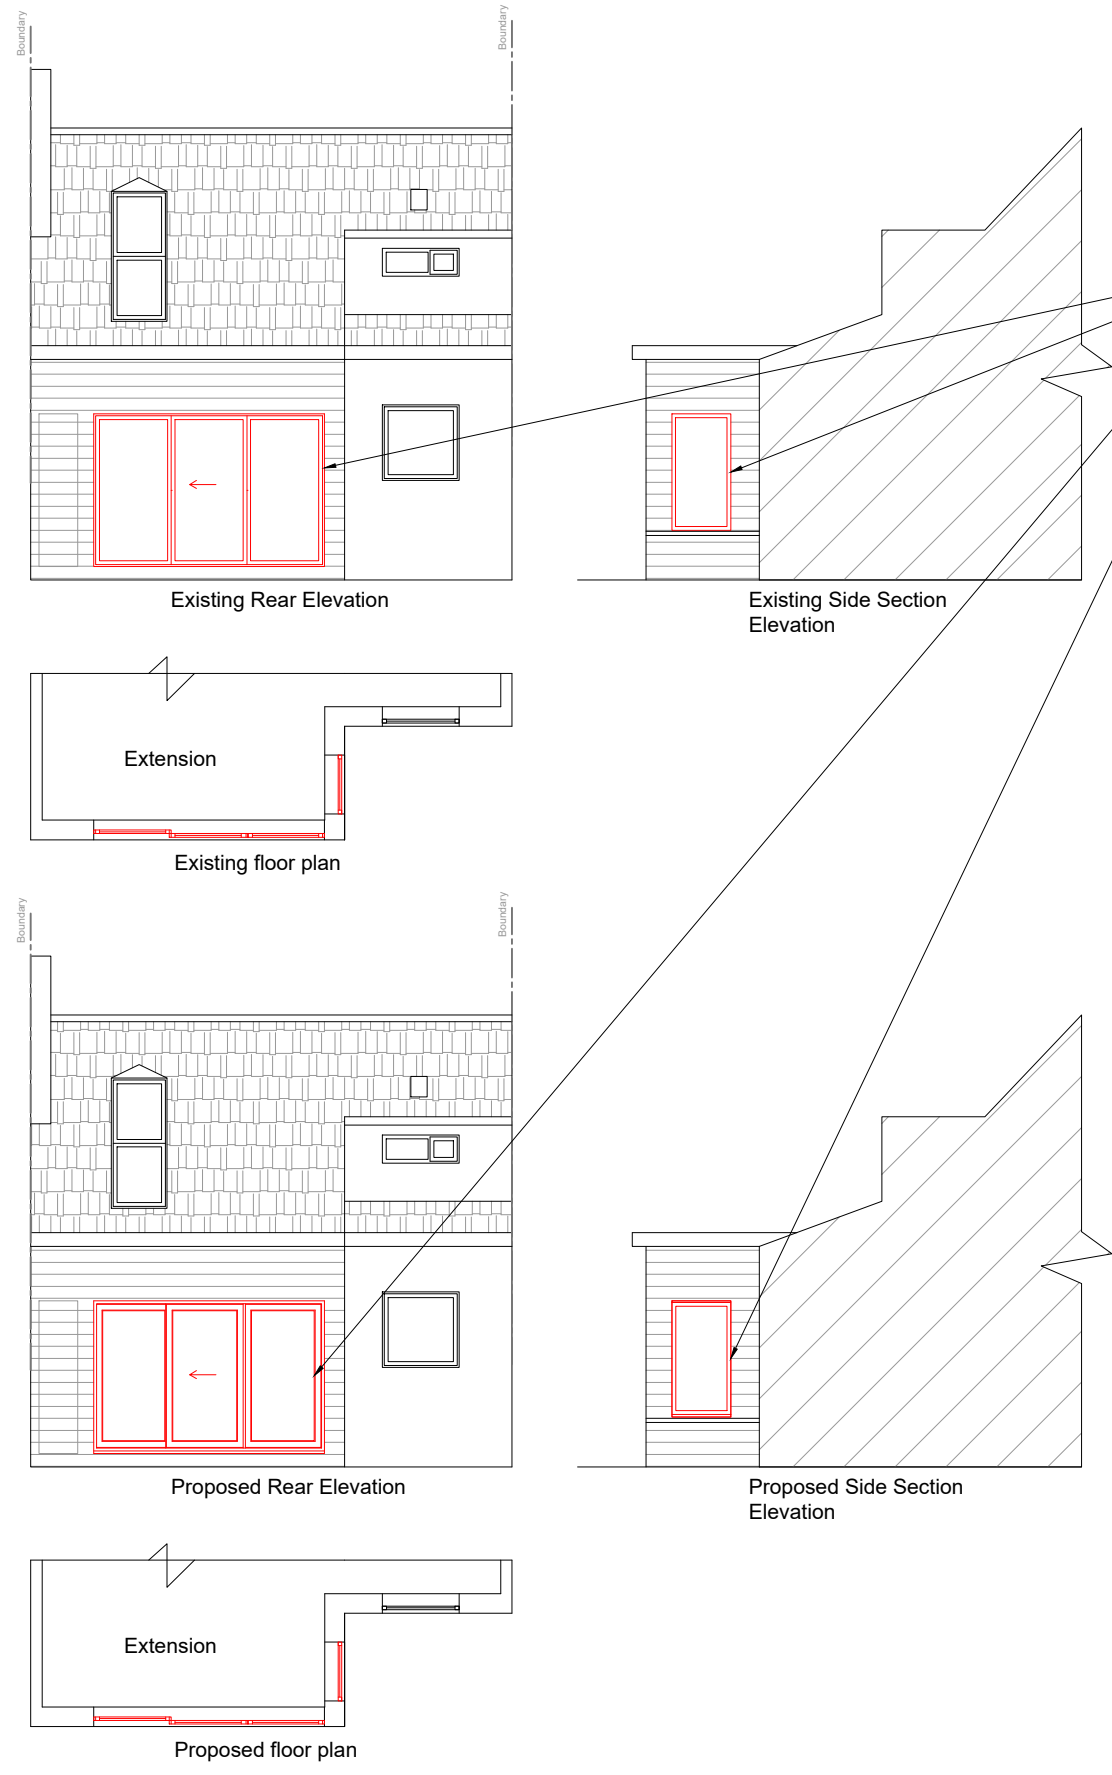 Boundary
Boundary
Existing Rear Elevation
Existing Side Section
Elevation
Extension
Existing floor plan
Boundary
Boundary
Proposed Rear Elevation
Proposed Side Section
Elevation
Extension
Proposed floor plan